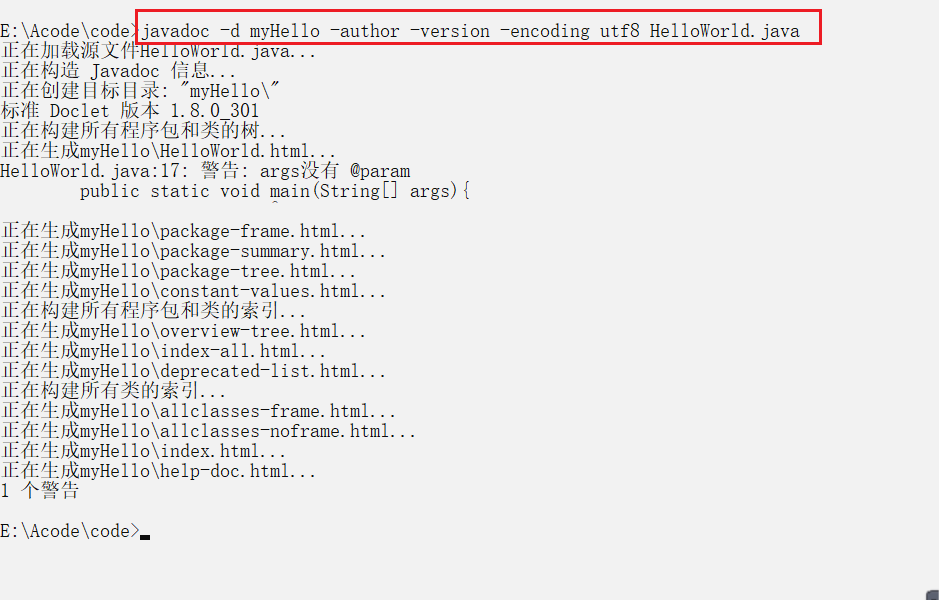 E:\Acode\code>javadoc -d myHello -author -version -encoding utf8 HelloWorld.java
正在加载源文件HelloWorld.java...
正在构造 Javadoc 信息...
正在创建目标目录: "myHello\"
标准 Doclet 版本 1.8.0_301
正在构建所有程序包和类的树...
正在生成myHello\HelloWorld.html...
HelloWorld.java:17: 警告: args没有 @param
        public static void main(String[] args){
                           ^
正在生成myHello\package-frame.html...
正在生成myHello\package-summary.html...
正在生成myHello\package-tree.html...
正在生成myHello\constant-values.html...
正在构建所有程序包和类的索引...
正在生成myHello\overview-tree.html...
正在生成myHello\index-all.html...
正在生成myHello\deprecated-list.html...
正在构建所有类的索引...
正在生成myHello\allclasses-frame.html...
正在生成myHello\allclasses-noframe.html...
正在生成myHello\index.html...
正在生成myHello\help-doc.html...
1 个警告
E:\Acode\code>